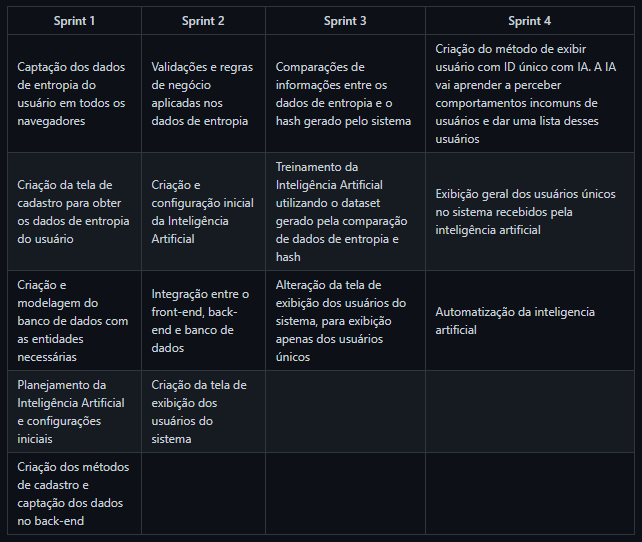 Sprint 1
Sprint 2
Sprint 3
Sprint 4
Captação dos dados
de entropia do
usuário em todos os
navegadores
Validações e regras
de negócio
aplicadas nos
dados de entropia
Comparações de
informações entre os
dados de entropia e o
hash gerado pelo sistema
Criação do método de exibir
usuário com ID único com IA. A IA
vai aprender a perceber
comportamentos incomuns de
usuários e dar uma lista desses
usuários
Criação da tela de
cadastro para obter
os dados de entropia
do usuário
Criação e
configuração inicial
da Inteligência
Artificial
Treinamento da
Inteligência Artificial
utilizando o dataset
gerado pela comparação
de dados de entropia e
hash
Exibição geral dos usuários únicos
no sistema recebidos pela
inteligência artificial
Criação e
modelagem do
banco de dados com
as entidades
necessárias
Integração entre o
front-end, back-
end e banco de
dados
Alteração da tela de
exibição dos usuários do
sistema, para exibição
apenas dos usuários
únicos
Automatização da inteligencia
artificial
Planejamento da
Inteligência Artificial
e configurações
iniciais
Criação da tela de
exibição dos
usuários do
sistema
Criação dos métodos
de cadastro e
captação dos dados
no back-end